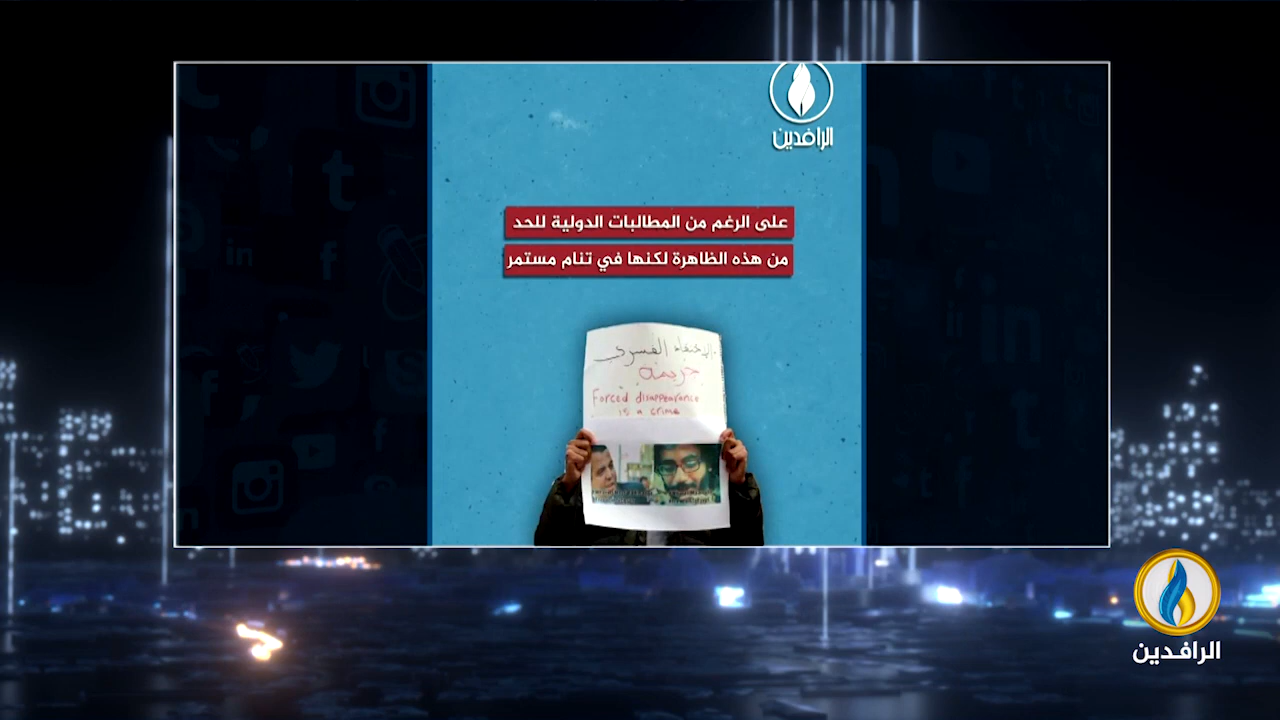 الرافدين
على الرغم من المطالبات الدولية للحد
من هذه الظاهرة لكنها في تنام مستمر
الإختفاء القسري
جريمة
Forced disappearance
is a crime
الرافدين